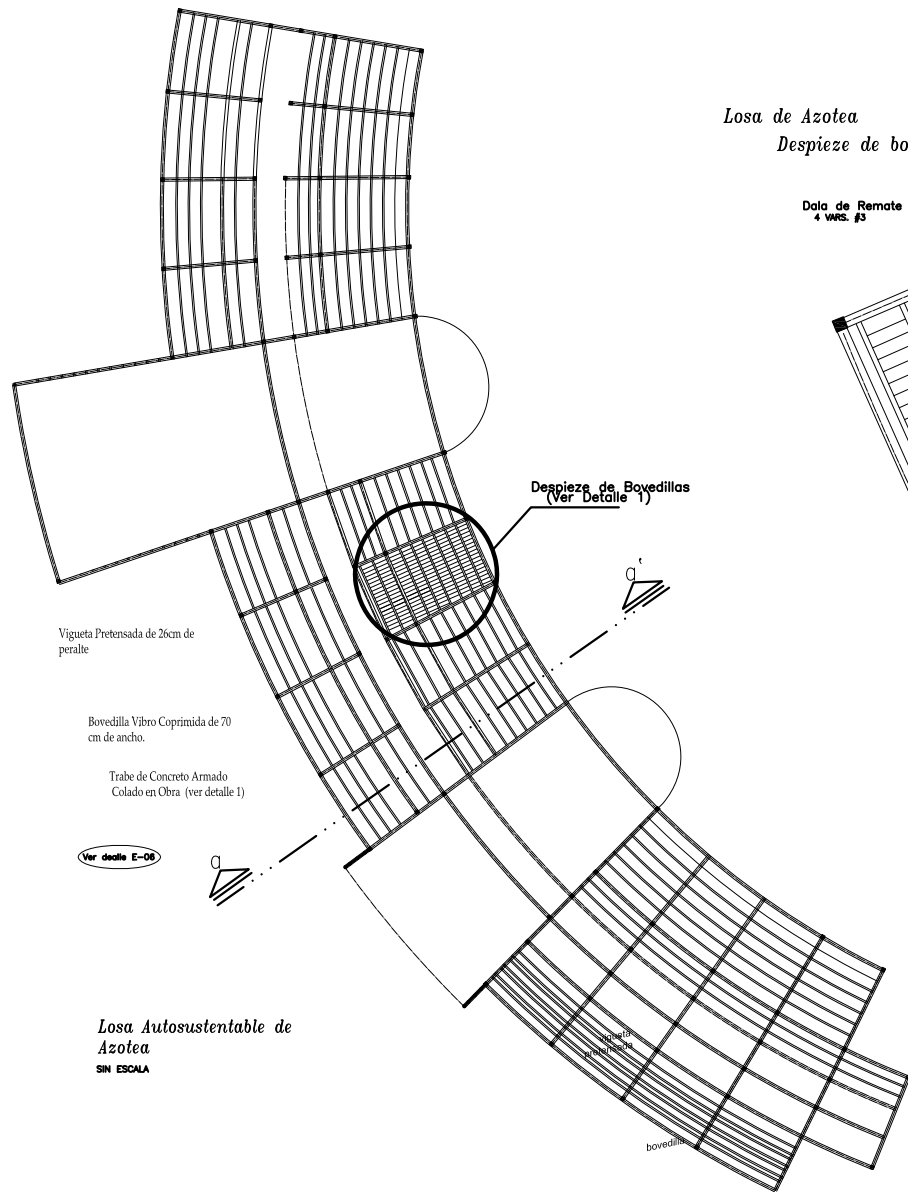 Losa de Azotea
Despieze de bo
Dala de Remate
4 VARS. #3
Despieze de Bovedillas
(Ver Detalle 1)
a'
Vigueta Pretensada de 26cm de
peralte
Bovedilla Vibro Coprimida de 70
cm de ancho.
Trabe de Concreto Armado
Colado en Obra (ver detalle 1)
Ver dealle E-06
a
Losa Autosustentable de
Azotea
SIN ESCALA
vigueta
pretensada
bovedilla